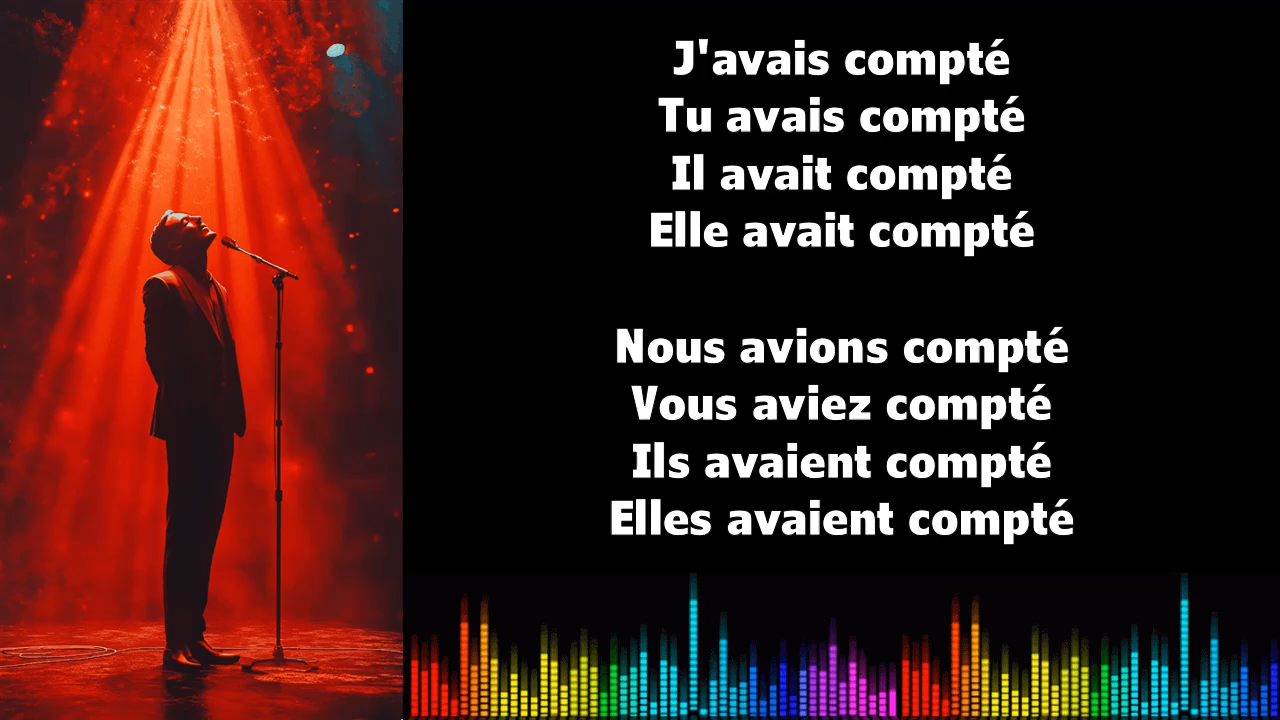 J'avais compté
Tu avais compté
Il avait compté
Elle avait compté
Nous avions compté
Vous aviez compté
Ils avaient compté
Elles avaient compté